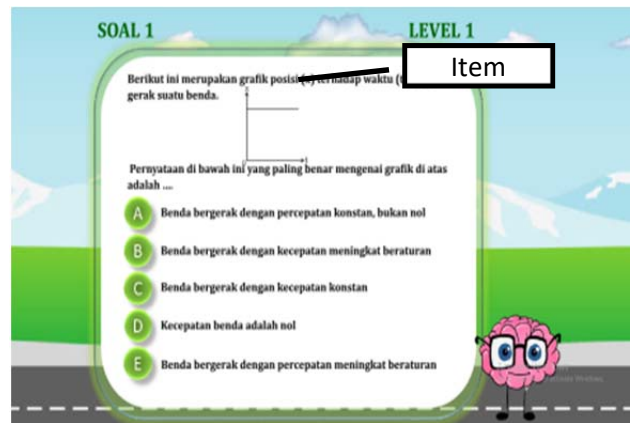 SOAL 1
LEVEL 1
Item
Berikut ini merupakan grafik posisi (x) terhadap waktu (t
gerak suatu benda.
x
t
Pernyataan di bawah ini yang paling benar mengenai grafik di atas
adalah ....
A Benda bergerak dengan percepatan konstan, bukan nol
B Benda bergerak dengan kecepatan meningkat beraturan
C Benda bergerak dengan kecepatan konstan
D Kecepatan benda adalah nol
E Benda bergerak dengan percepatan meningkat beraturan